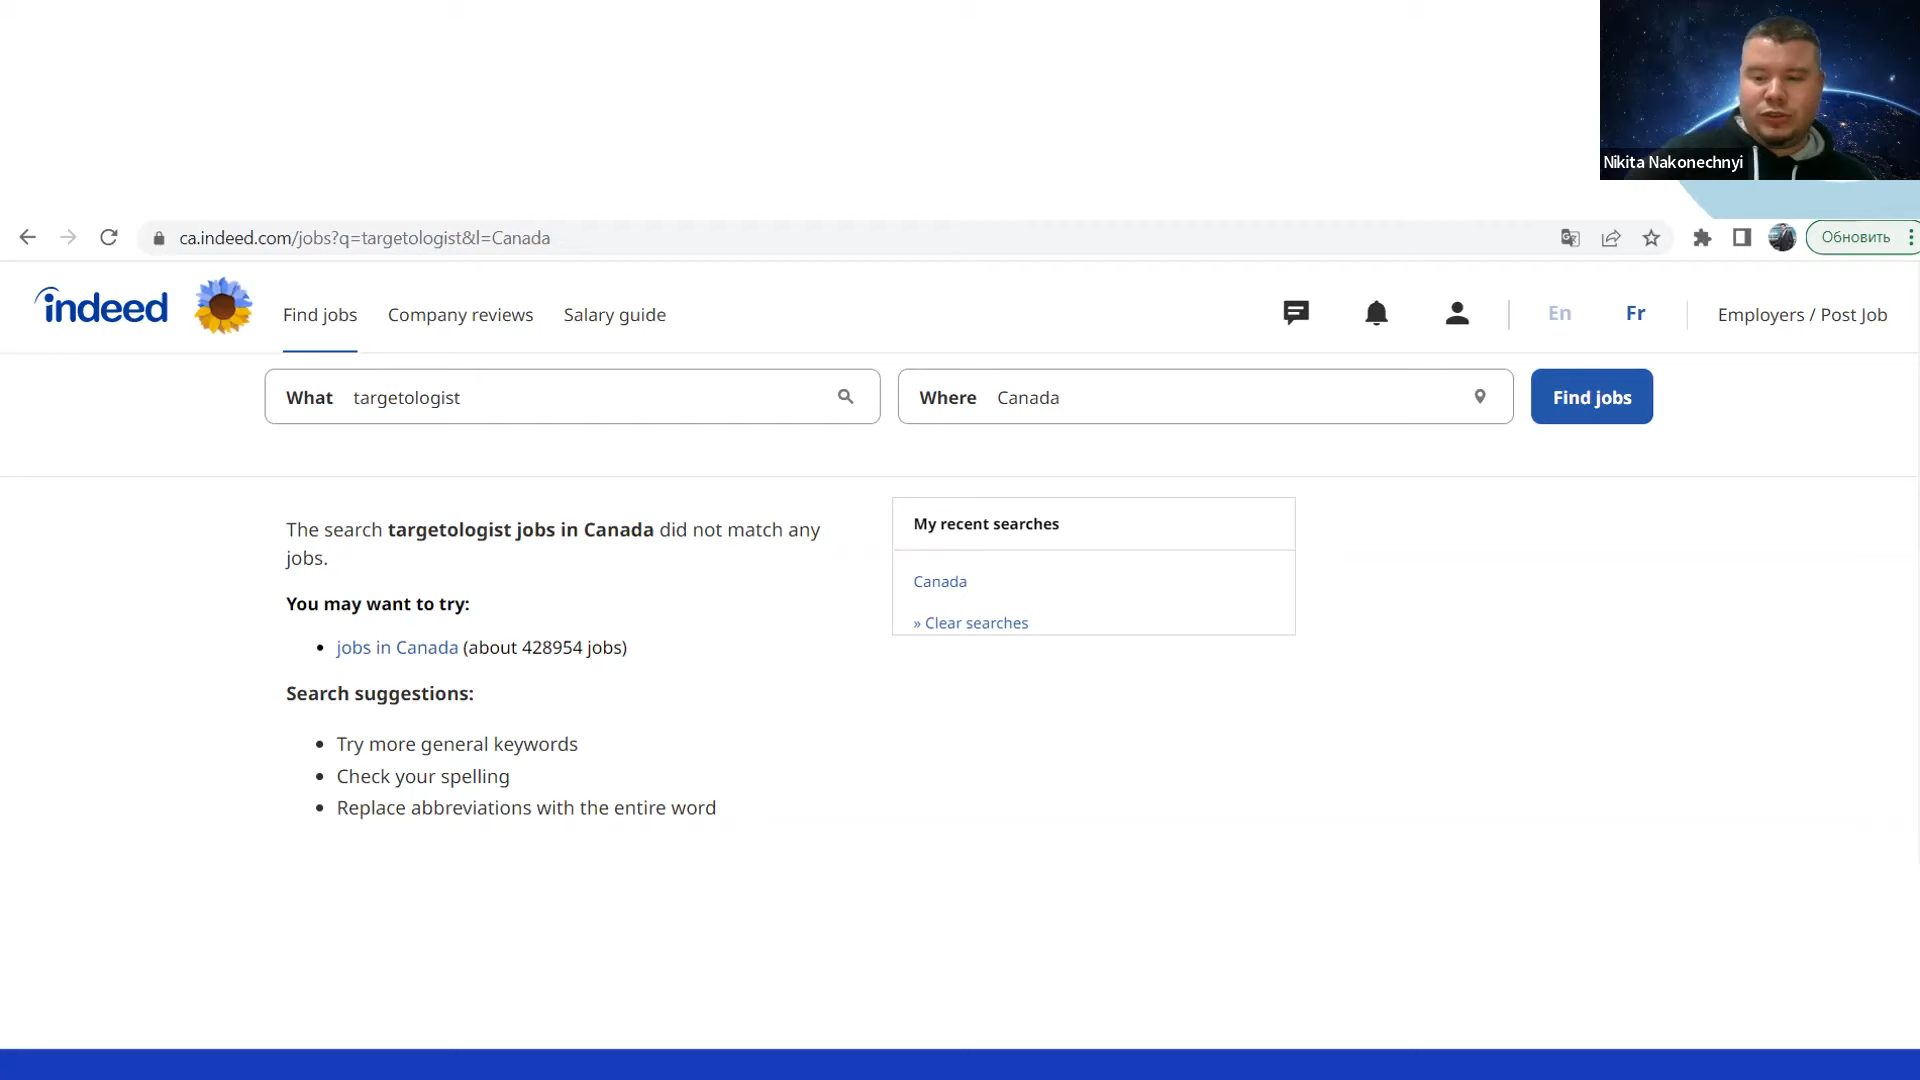 Nikita Nakonechnyi
ca.indeed.com/jobs?q=targetologist&l=Canada
Обновить
indeed
Find jobs
Company reviews
Salary guide
En
Fr
Employers / Post Job
What targetologist
Where Canada
Find jobs
The search targetologist jobs in Canada did not match any
jobs.
You may want to try:
• jobs in Canada (about 428954 jobs)
Search suggestions:
• Try more general keywords
• Check your spelling
• Replace abbreviations with the entire word
My recent searches
Canada
» Clear searches